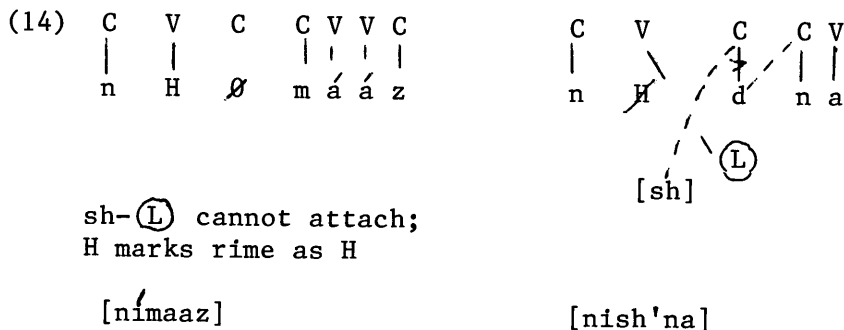 (14) C V C C V V C C V C C V
n H Ø m á á z n H d n a
[sh] Ⓛ
sh-Ⓛ cannot attach;
H marks rime as H
[nímaaz] [nish'na]